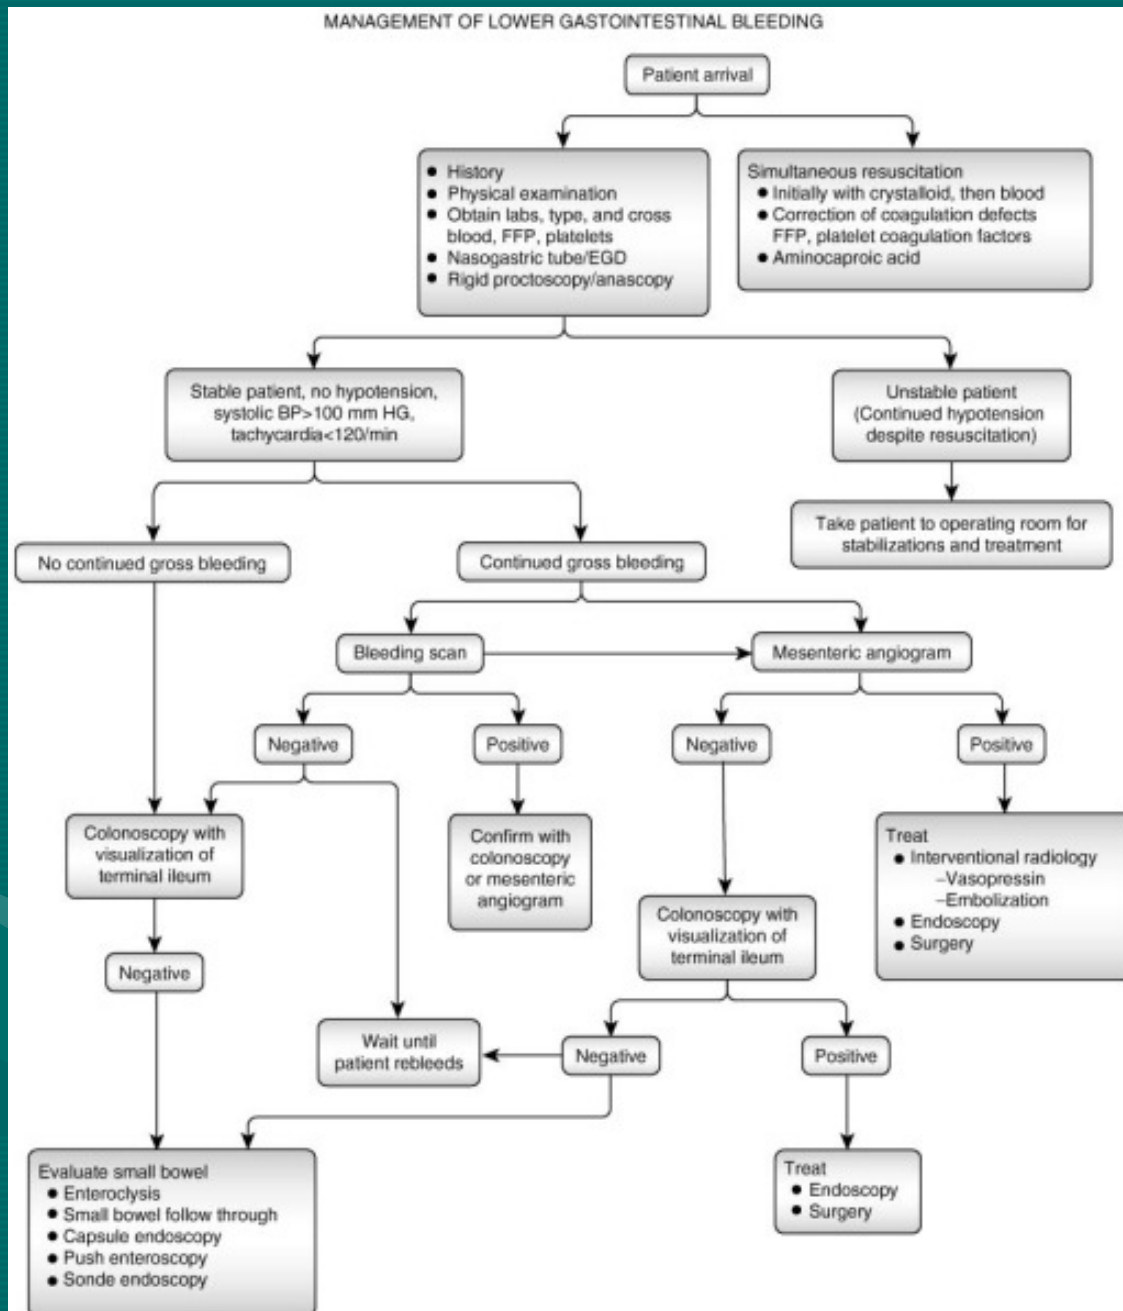 MANAGEMENT OF LOWER GASTOINTESTINAL BLEEDING
Patient arrival
● History
● Physical examination
● Obtain labs, type, and cross
blood, FFP, platelets
● Nasogastric tube/EGD
● Rigid proctoscopy/anascopy
Simultaneous resuscitation
● Initially with crystalloid, then blood
● Correction of coagulation defects
FFP, platelet coagulation factors
● Aminocaproic acid
Stable patient, no hypotension,
systolic BP>100 mm HG,
tachycardia<120/min
Unstable patient
(Continued hypotension
despite resuscitation)
Take patient to operating room for
stabilizations and treatment
No continued gross bleeding
Continued gross bleeding
Bleeding scan
Mesenteric angiogram
Negative
Positive
Negative
Positive
Colonoscopy with
visualization of
terminal ileum
Confirm with
colonoscopy
or mesenteric
angiogram
Treat
● Interventional radiology
–Vasopressin
–Embolization
● Endoscopy
● Surgery
Colonoscopy with
visualization of
terminal ileum
Negative
Wait until
patient rebleeds
Negative
Positive
Evaluate small bowel
● Enteroclysis
● Small bowel follow through
● Capsule endoscopy
● Push enteroscopy
● Sonde endoscopy
Treat
● Endoscopy
● Surgery